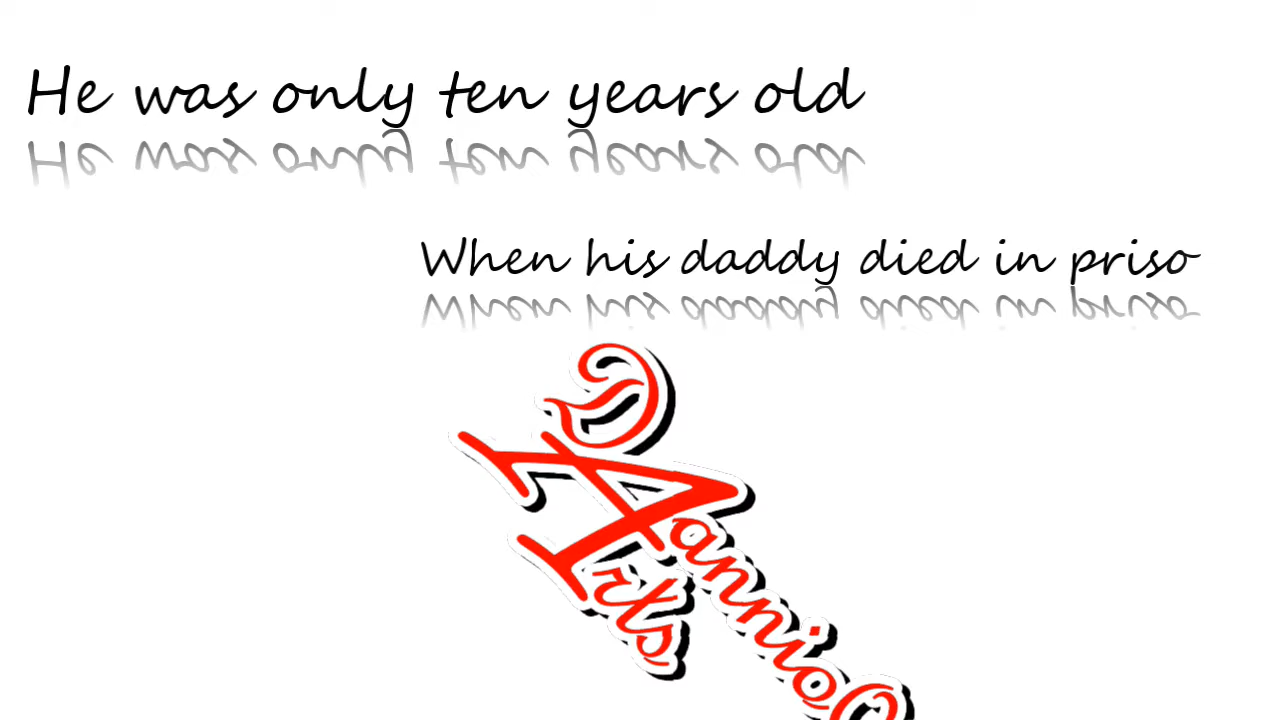 He was only ten years old
When his daddy died in priso
Arts